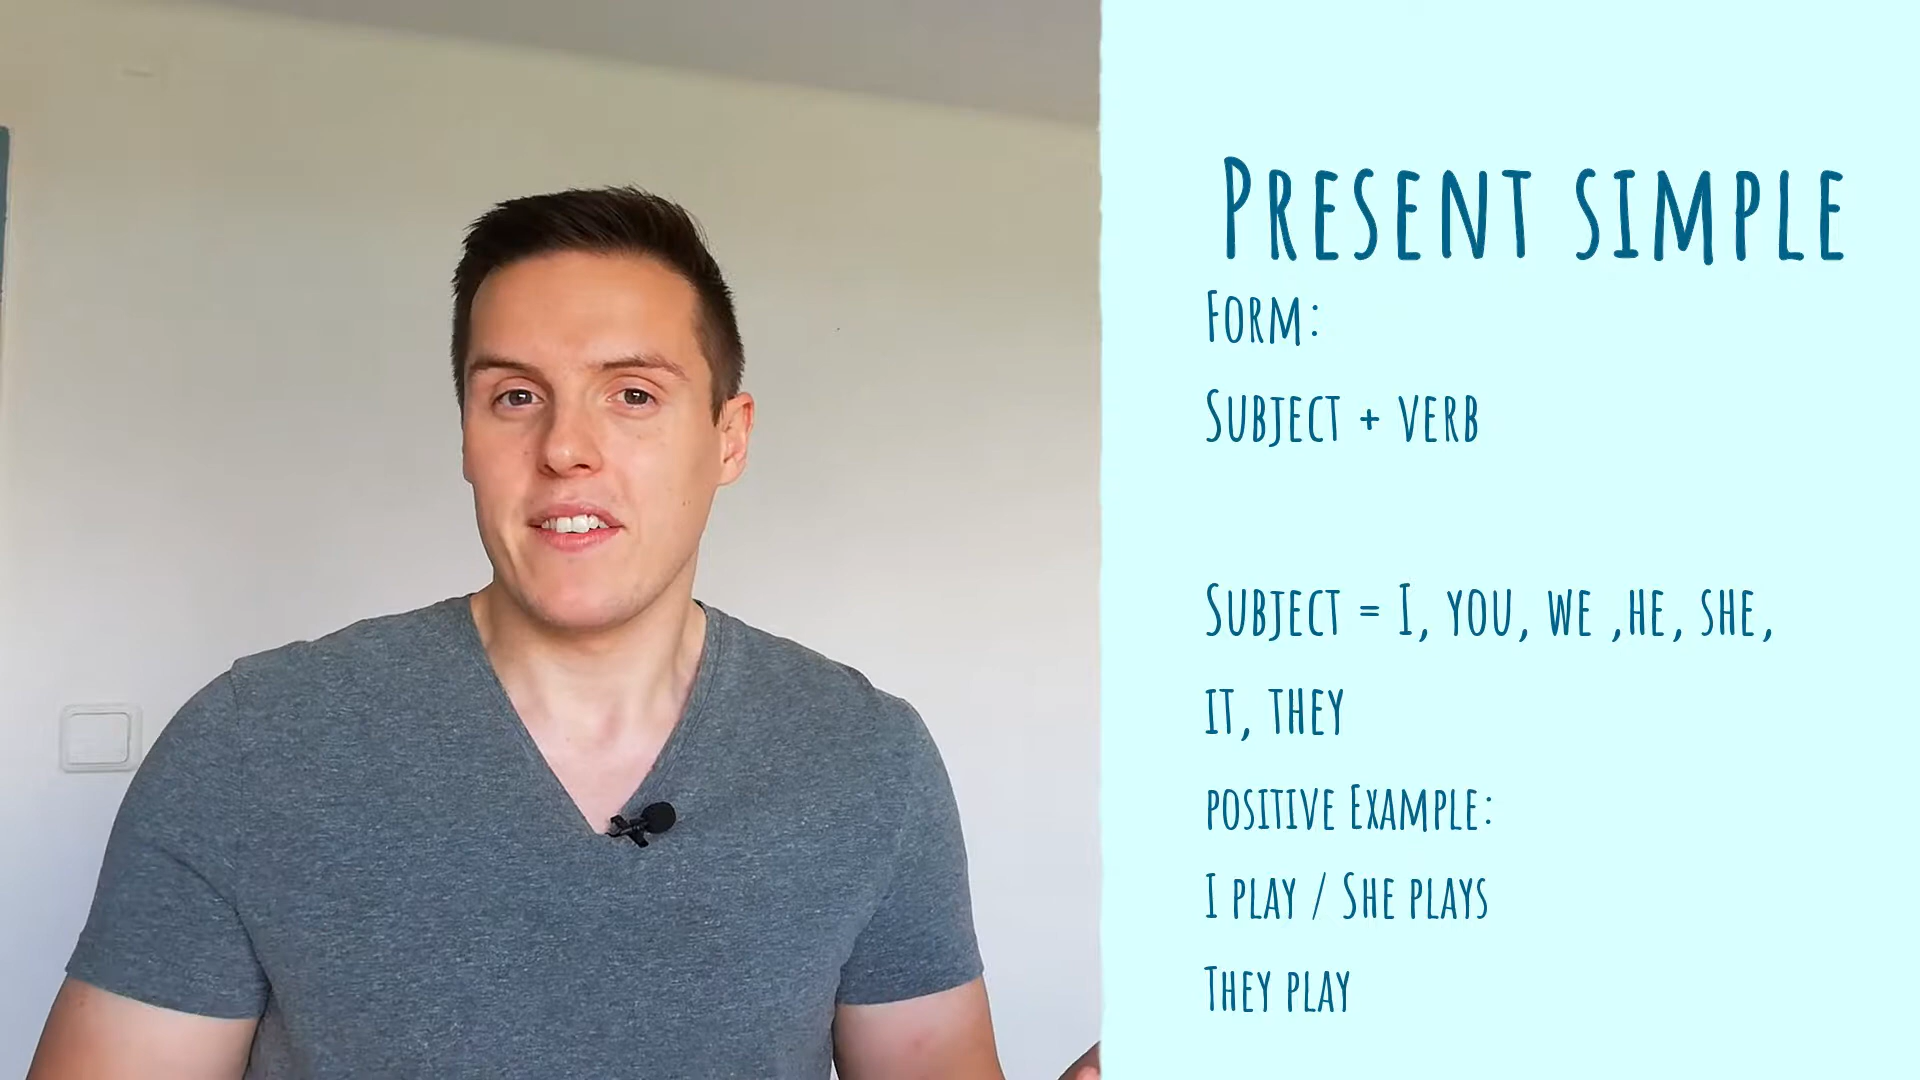 Present simple
Form:
Subject + verb
Subject = I, you, we ,he, she,
it, they
positive Example:
I play / She plays
They play